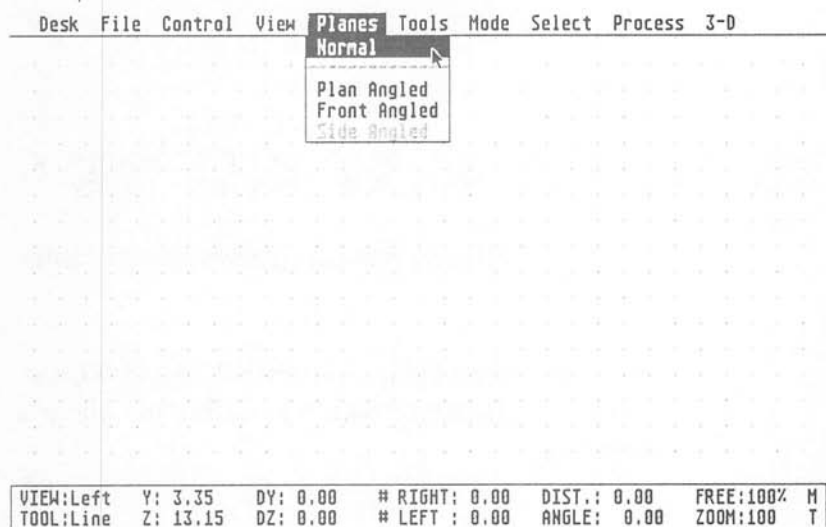 Desk File Control View Planes Tools Mode Select Process 3-D
Normal
Plan Angled
Front Angled
Side Angled
VIEW:Left Y: 3.35 DY: 0.00 # RIGHT: 0.00 DIST.: 0.00 FREE:100% M
TOOL:Line Z: 13.15 DZ: 0.00 # LEFT : 0.00 ANGLE: 0.00 ZOOM:100 T